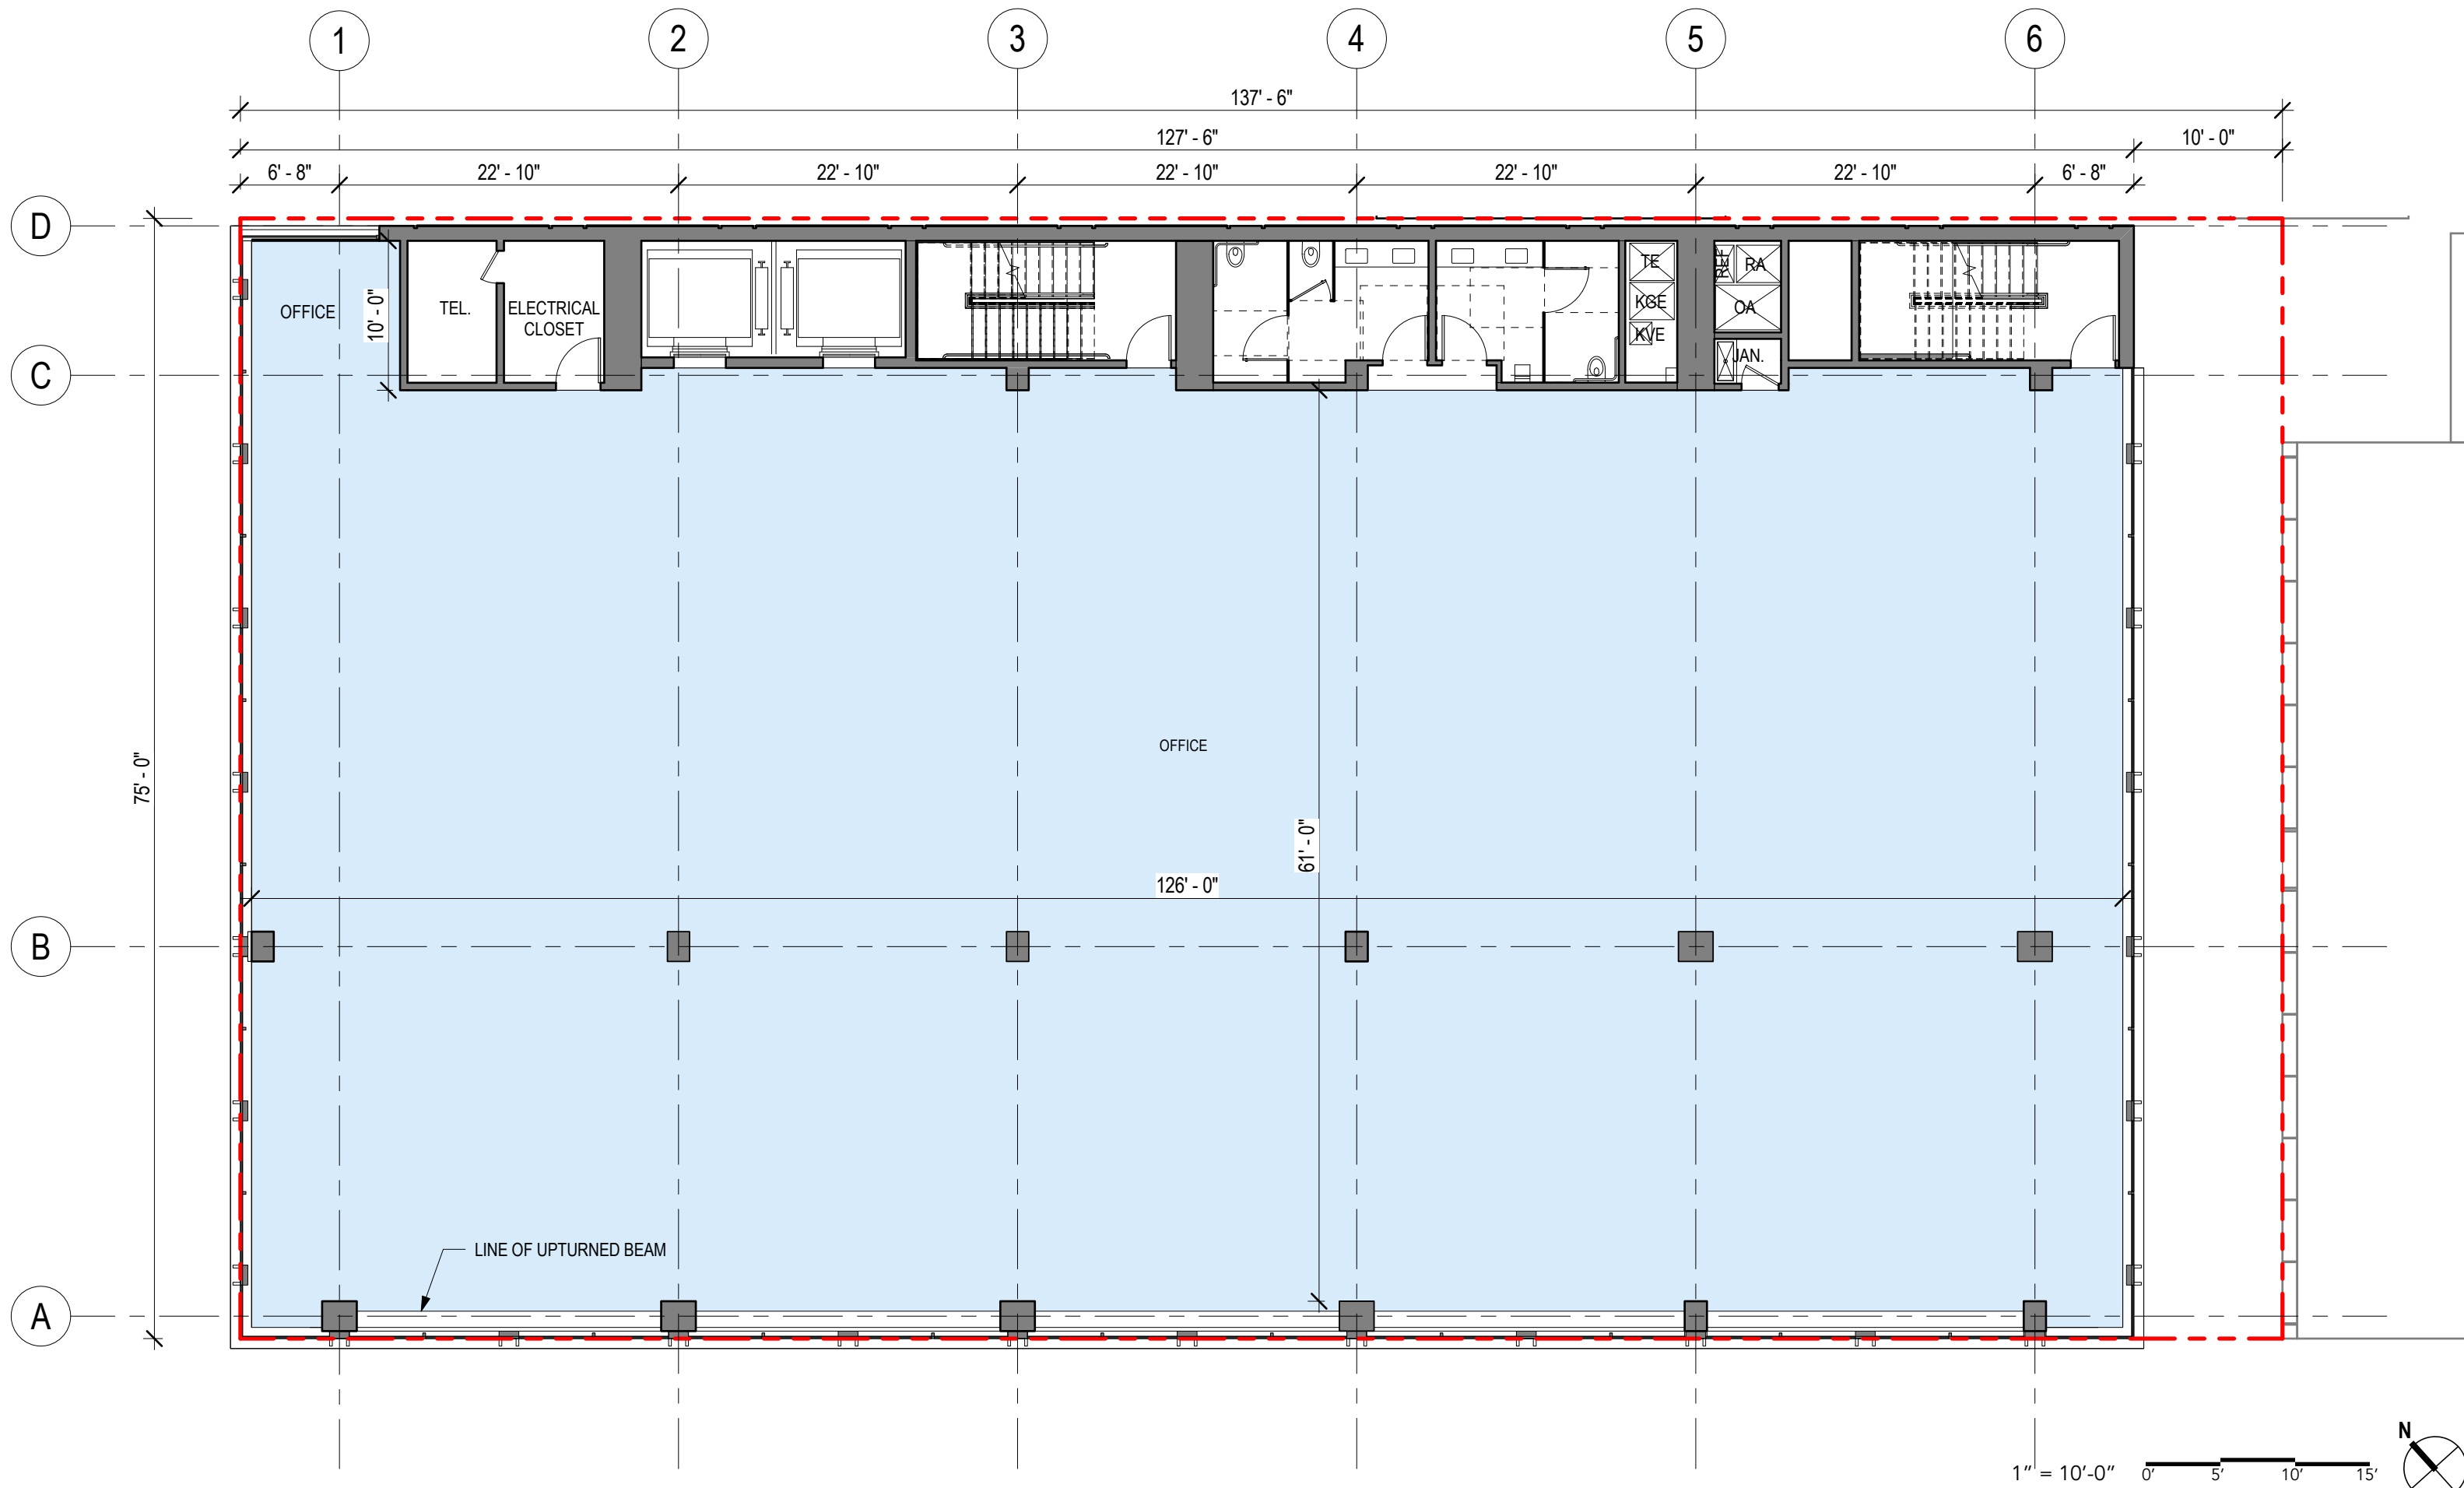 1 2 3 4 5 6
137' - 6"
127' - 6" 10' - 0"
6' - 8" 22' - 10" 22' - 10" 22' - 10" 22' - 10" 22' - 10" 6' - 8"
D
TE REF RA
OFFICE 10' - 0" TEL. ELECTRICAL
CLOSET
KGE OA
KVE
JAN.
C
OFFICE
75' - 0"
61' - 0"
126' - 0"
B
LINE OF UPTURNED BEAM
A
N
1" = 10'-0" 0' 5' 10' 15'